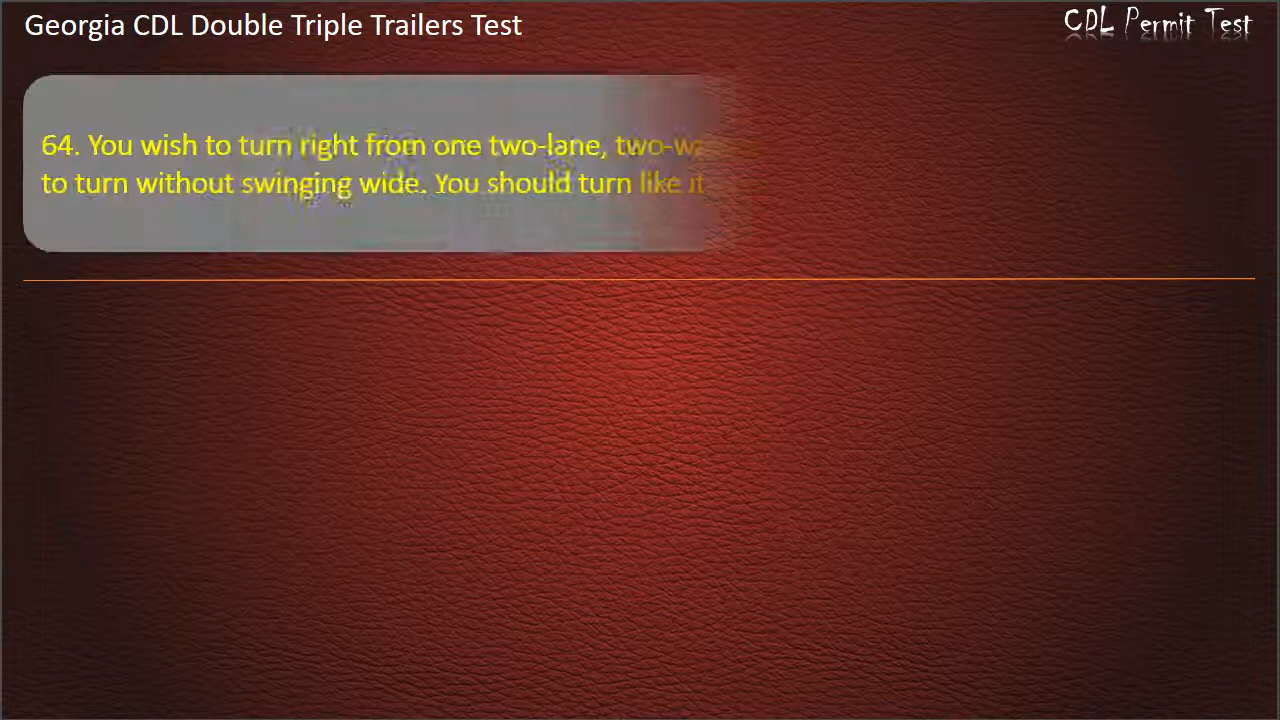 Georgia CDL Double Triple Trailers Test
CDL Permit Test
64. You wish to turn right from one two-lane,
to turn without swinging wide. You should turn like